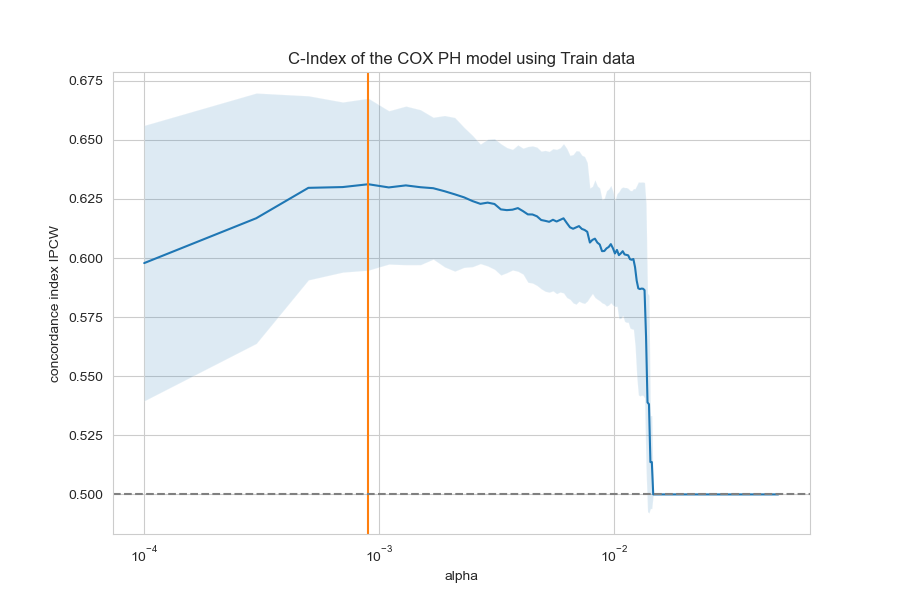 C-Index of the COX PH model using Train data
concordance index IPCW
0.675
0.650
0.625
0.600
0.575
0.550
0.525
0.500
10⁻⁴ 10⁻³ 10⁻²
alpha